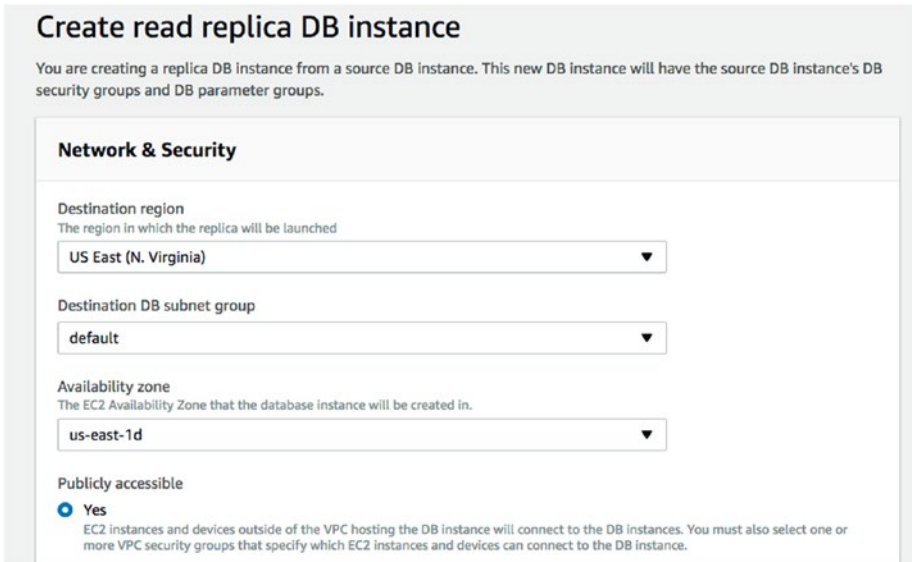 Create read replica DB instance
You are creating a replica DB instance from a source DB instance. This new DB instance will have the source DB instance's DB
security groups and DB parameter groups.
Network & Security
Destination region
The region in which the replica will be launched
US East (N. Virginia)
Destination DB subnet group
default
Availability zone
The EC2 Availability Zone that the database instance will be created in.
us-east-1d
Publicly accessible
Yes
EC2 instances and devices outside of the VPC hosting the DB instance will connect to the DB instances. You must also select one or
more VPC security groups that specify which EC2 instances and devices can connect to the DB instance.